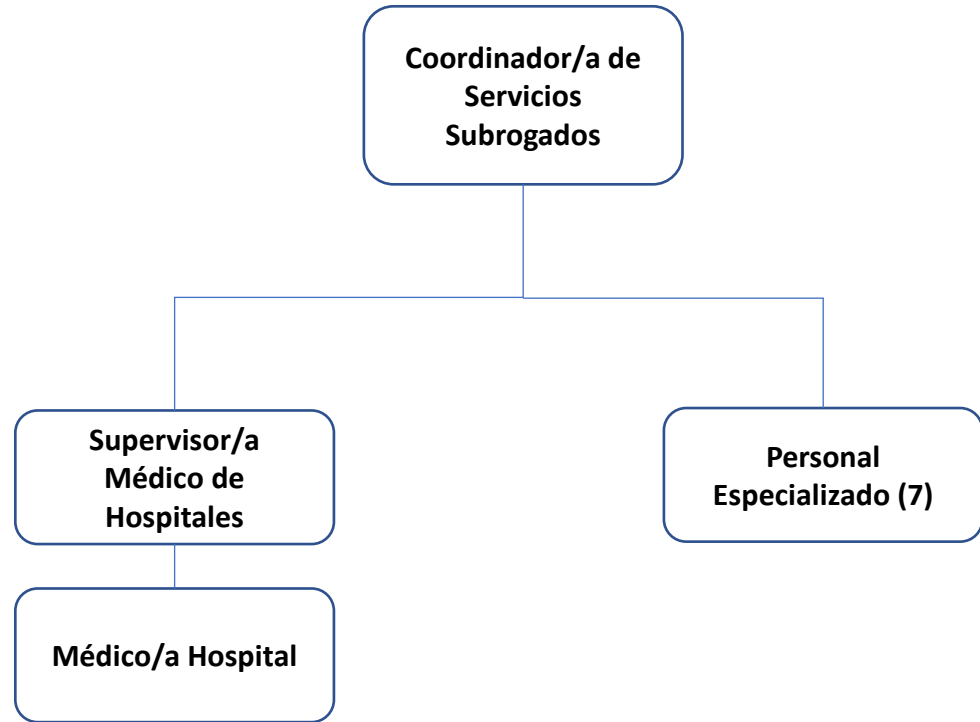 Coordinador/a de
Servicios
Subrogados
Supervisor/a
Médico de
Hospitales
Personal
Especializado (7)
Médico/a Hospital